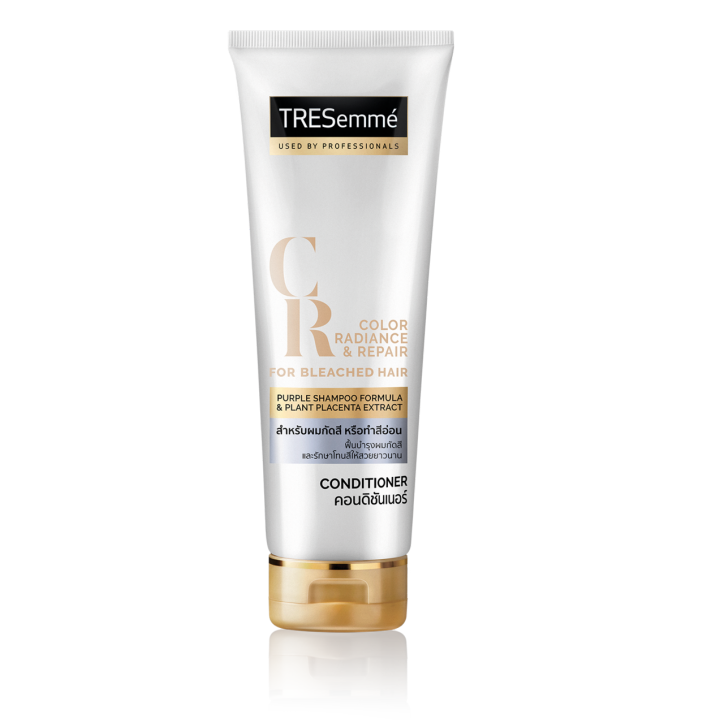 TRESemmé
USED BY PROFESSIONALS
CR
COLOR
RADIANCE
& REPAIR
FOR BLEACHED HAIR
PURPLE SHAMPOO FORMULA
& PLANT PLACENTA EXTRACT
สำหรับผมกัดสี หรือทำสีอ่อน
ฟื้นบำรุงผมกัดสี
และรักษาโทนสีให้สวยยาวนาน
CONDITIONER
คอนดิชันเนอร์